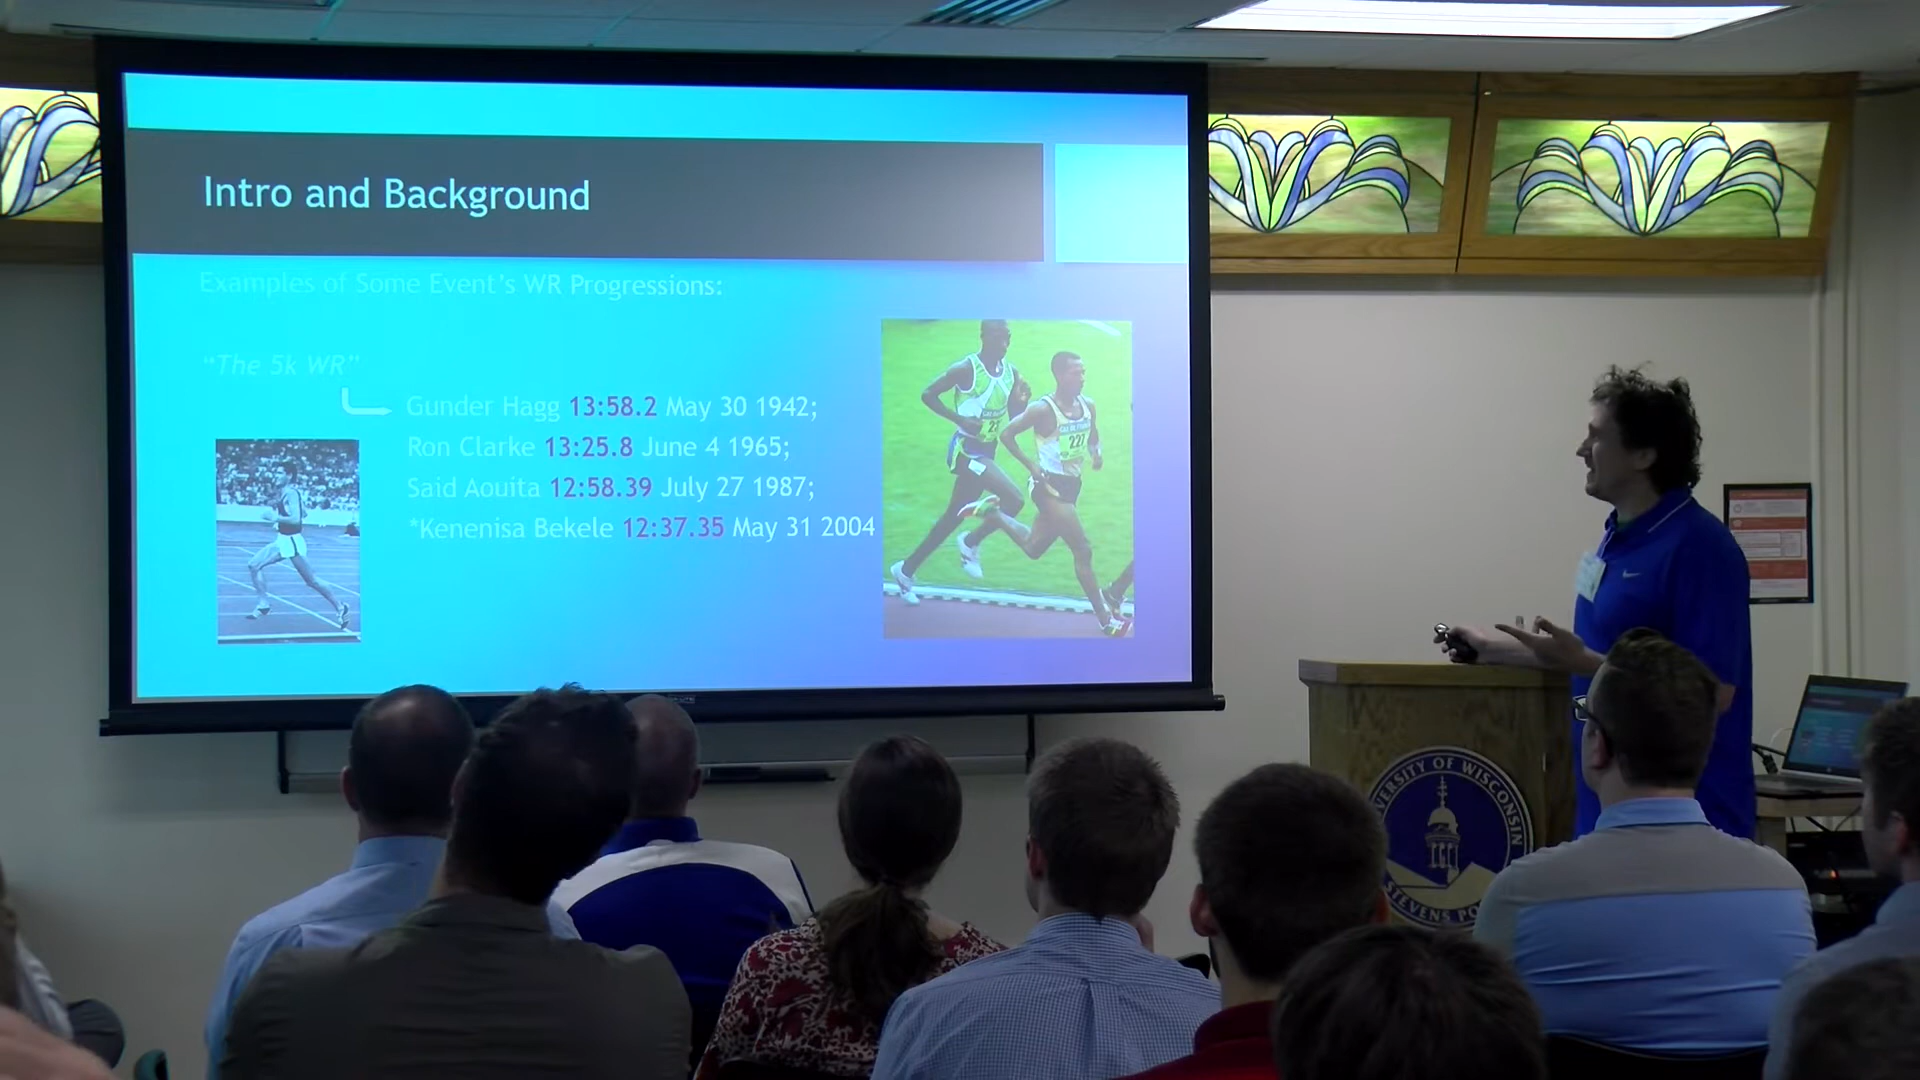 Intro and Background
Examples of Some Event's WR Progressions:
"The 5k WR"
Gunder Hagg 13:58.2 May 30 1942;
Ron Clarke 13:25.8 June 4 1965;
Said Aouita 12:58.39 July 27 1987;
*Kenenisa Bekele 12:37.35 May 31 2004
227
VERSITY OF WISCONSIN
STEVENS PO